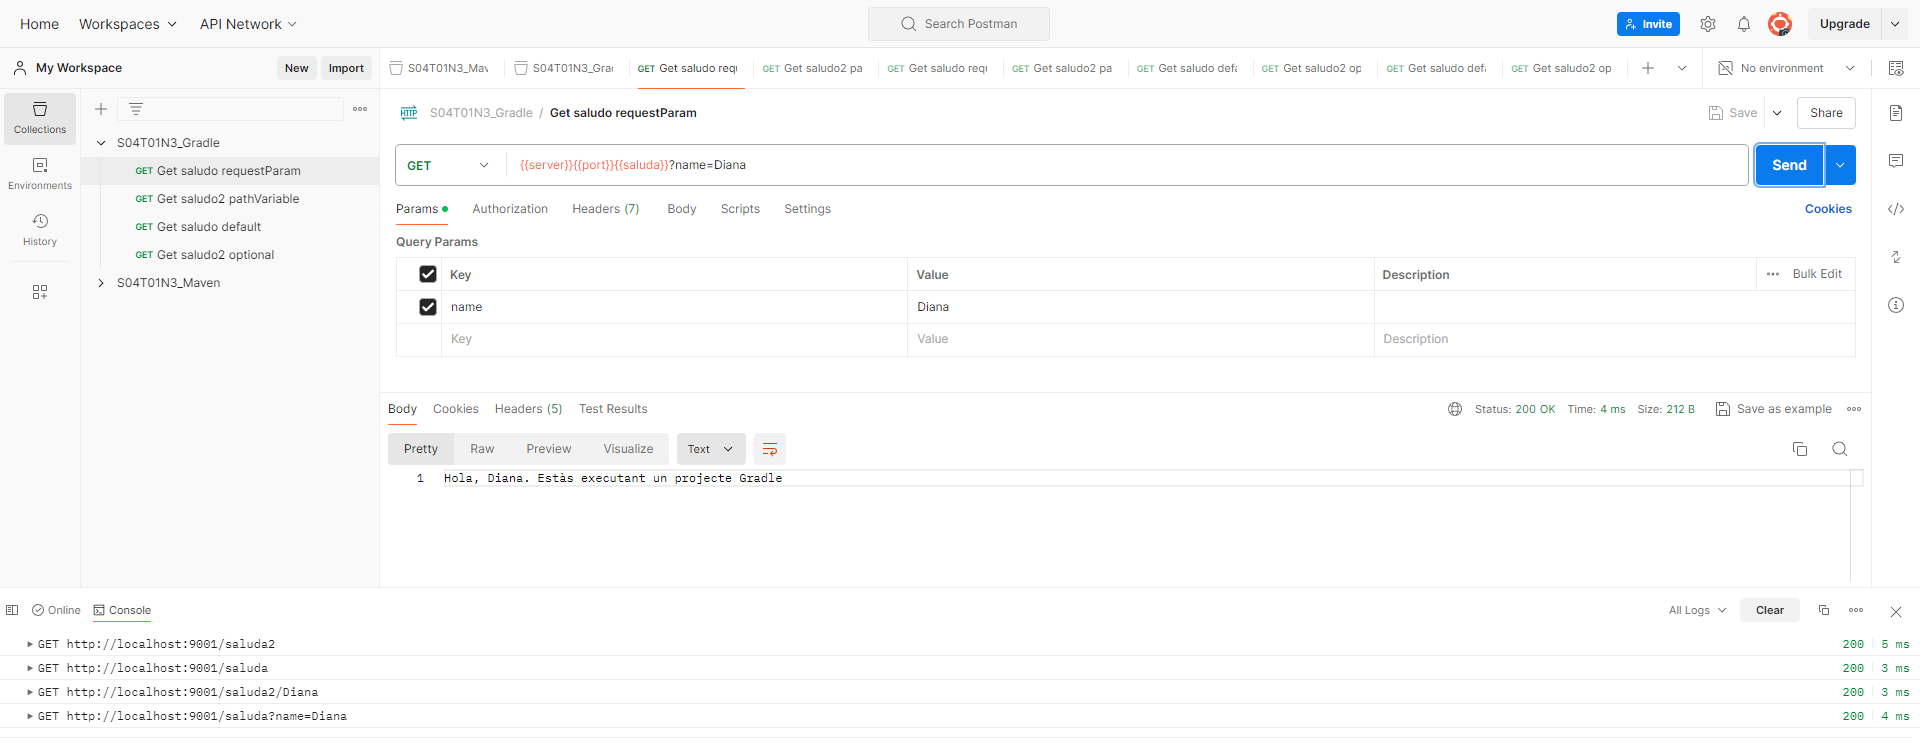 Home Workspaces API Network Search Postman Invite Upgrade
My Workspace New Import
S04T01N3_Mav S04T01N3_Grac GET Get saludo requ GET Get saludo2 pa GET Get saludo requ GET Get saludo2 pa GET Get saludo defa GET Get saludo2 op GET Get saludo defa GET Get saludo2 op No environment
Collections
Environments
History
S04T01N3_Gradle
GET Get saludo requestParam
GET Get saludo2 pathVariable
GET Get saludo default
GET Get saludo2 optional
S04T01N3_Maven
HTTP S04T01N3_Gradle / Get saludo requestParam Save Share
GET {{server}}{{port}}{{saluda}}?name=Diana Send
Params Authorization Headers (7) Body Scripts Settings Cookies
Query Params
Key Value Description Bulk Edit
name Diana
Key Value Description
Body Cookies Headers (5) Test Results Status: 200 OK Time: 4 ms Size: 212 B Save as example
Pretty Raw Preview Visualize Text
1 Hola, Diana. Estàs executant un projecte Gradle
Online Console All Logs Clear
GET http://localhost:9001/saluda2 200 5 ms
GET http://localhost:9001/saluda 200 3 ms
GET http://localhost:9001/saluda2/Diana 200 3 ms
GET http://localhost:9001/saluda?name=Diana 200 4 ms